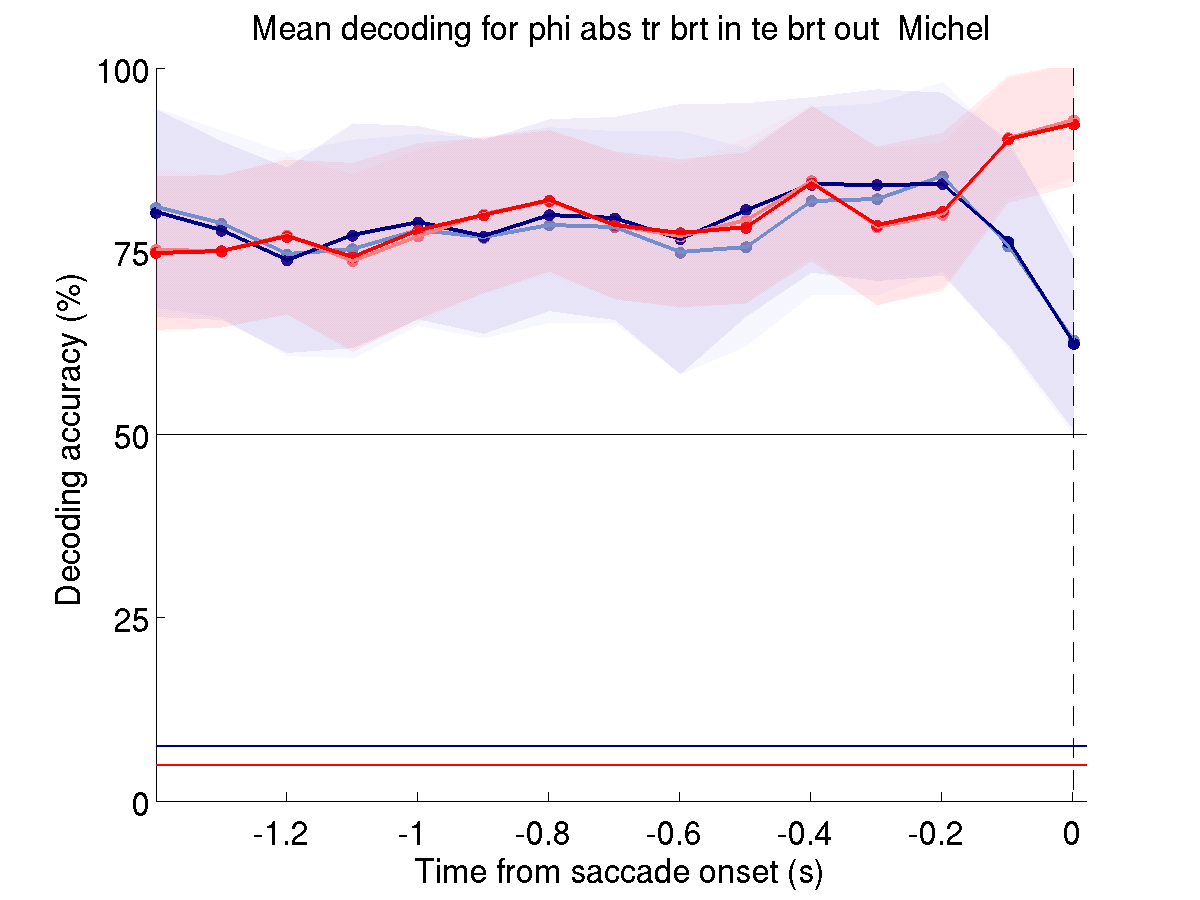 Mean decoding for phi abs tr brt in te brt out  Michel
100
75
50
25
0
Decoding accuracy (%)
-1.2 -1 -0.8 -0.6 -0.4 -0.2 0
Time from saccade onset (s)